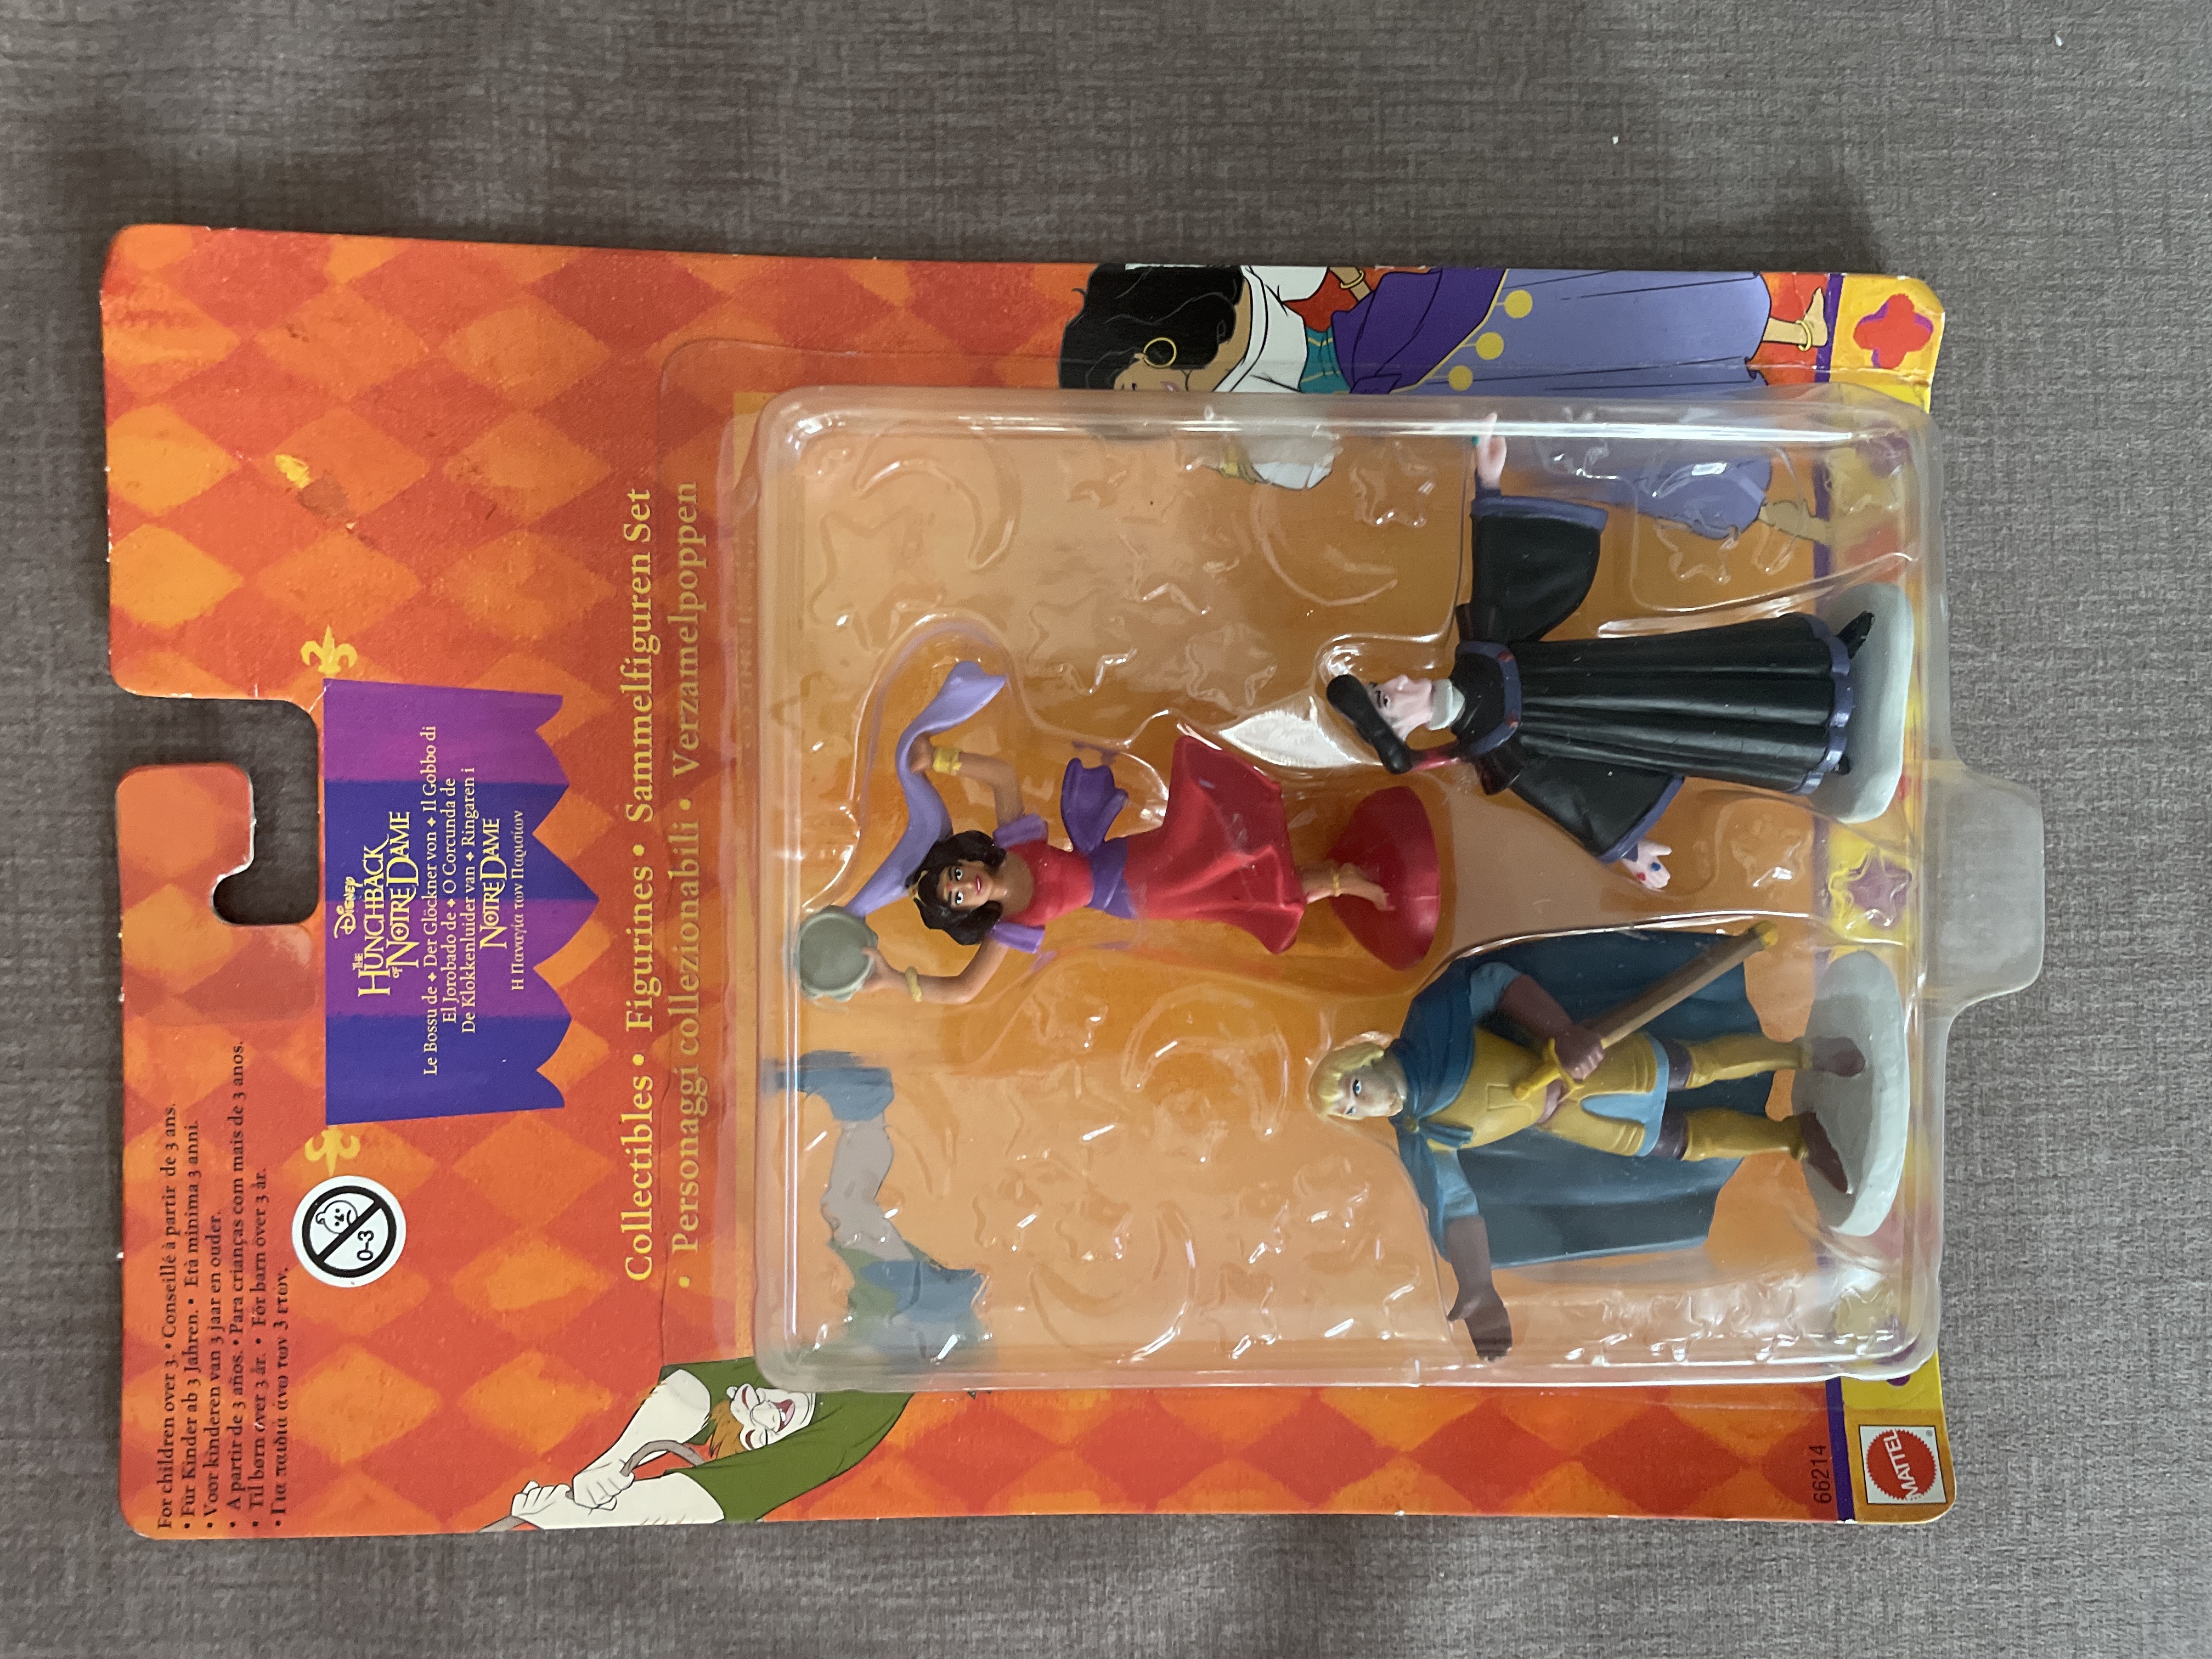 For children over 3. • Conseillé à partir de 3 ans.
• Für Kinder ab 3 Jahren. • Età minima 3 anni.
• Voor kinderen van 3 jaar en ouder.
• A partir de 3 años. • Para crianças com mais de 3 anos.
• Til børn over 3 år. • För barn över 3 år.
• Για παιδιά άνω των 3 ετών.
0-3
Disney
THE
HUNCHBACK
OF NOTRE DAME
Le Bossu de ✦ Der Glöckner von ✦ Il Gobbo di
El Jorobado de ✦ O Corcunda de
De Klokkenluider van ✦ Ringaren i
NOTRE DAME
Η Παναγία των Παρισίων
Collectibles • Figurines • Sammelfiguren Set
• Personaggi collezionabili • Verzamelpoppen
66214
MATTEL
®